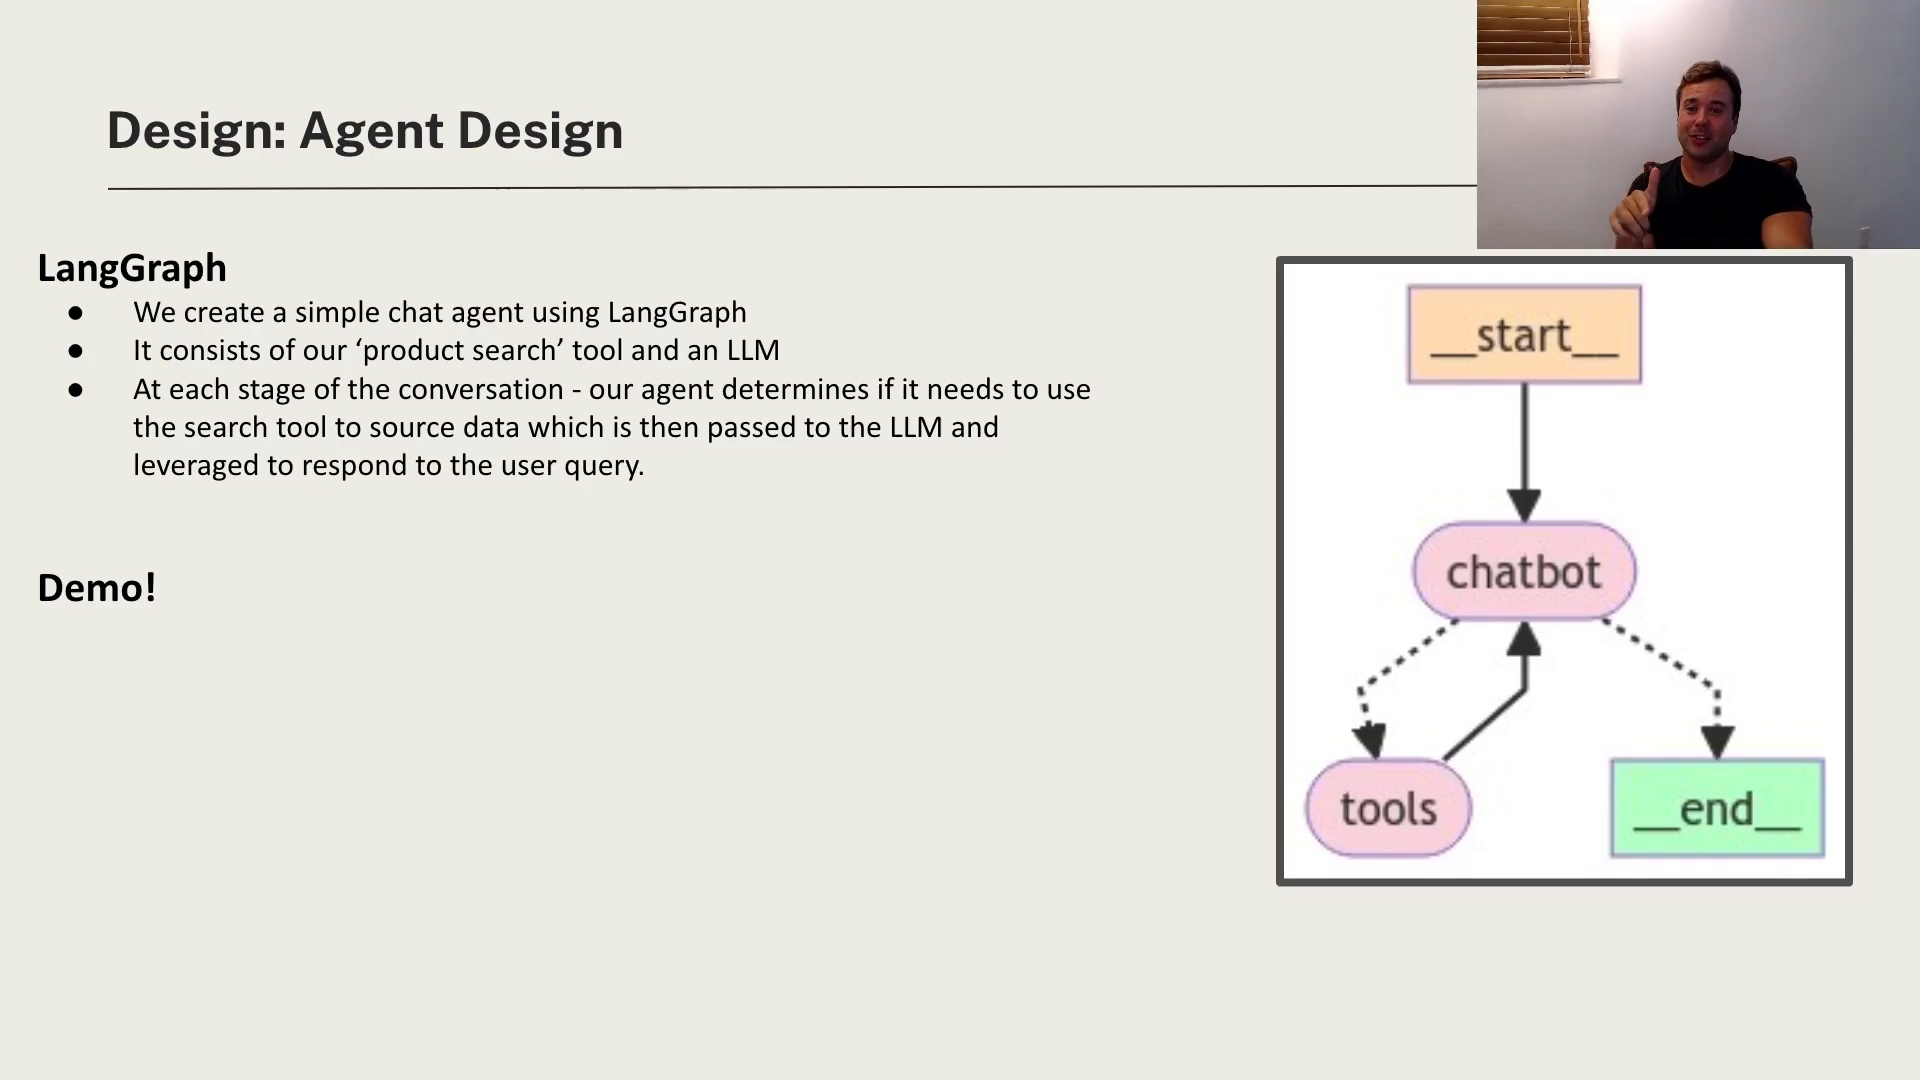 Design: Agent Design
LangGraph
● We create a simple chat agent using LangGraph
● It consists of our ‘product search’ tool and an LLM
● At each stage of the conversation - our agent determines if it needs to use
the search tool to source data which is then passed to the LLM and
leveraged to respond to the user query.
Demo!
__start__
chatbot
tools
__end__